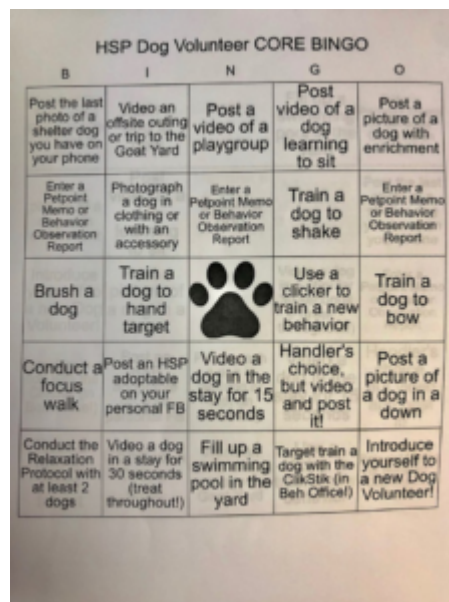 HSP Dog Volunteer CORE BINGO
B I N G O
Post the last
photo of a
shelter dog
you have on
your phone
Video an
offsite outing
or trip to the
Goat Yard
Post a
video of a
playgroup
Post
video of a
dog
learning
to sit
Post a
picture of a
dog with
enrichment
Enter a
Petpoint
Memo or
Behavior
Observation
Report
Photograph
a dog in
clothing or
with an
accessory
Enter a
Petpoint Memo
or Behavior
Observation
Report
Train a
dog to
shake
Enter a
Petpoint Memo
or Behavior
Observation
Report
Brush a
dog
Train a
dog to
hand
target
Use a
clicker to
train a new
behavior
Train a
dog to
bow
Conduct a
focus
walk
Post an HSP
adoptable
on your
personal FB
Video a
dog in the
stay for 15
seconds
Handler's
choice,
but video
and post
it!
Post a
picture of
a dog in a
down
Conduct the
Relaxation
Protocol with
at least 2
dogs
Video a dog
in a stay for
30 seconds
(treat
throughout!)
Fill up a
swimming
pool in the
yard
Target train a
dog with the
ClikStik (in
Beh Office!)
Introduce
yourself to
a new Dog
Volunteer!